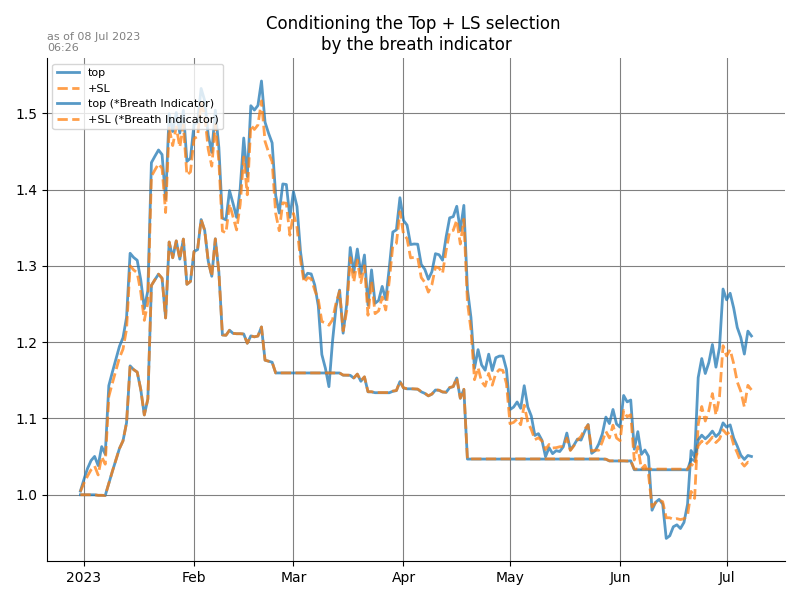 Conditioning the Top + LS selection
by the breath indicator
as of 08 Jul 2023
06:26
top
+SL
top (*Breath Indicator)
+SL (*Breath Indicator)
1.5
1.4
1.3
1.2
1.1
1.0
2023 Feb Mar Apr May Jun Jul